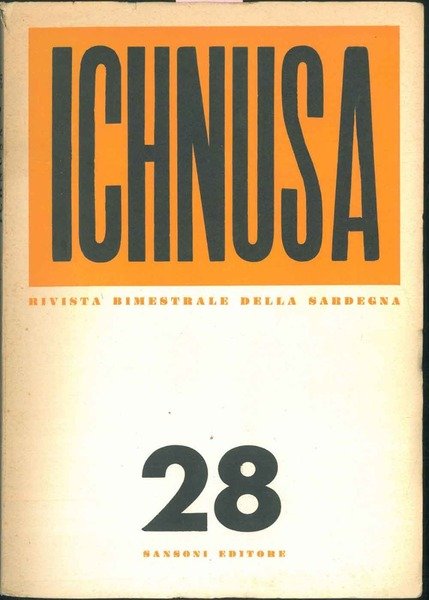 ICHNUSA
RIVISTA BIMESTRALE DELLA SARDEGNA
28
SANSONI EDITORE